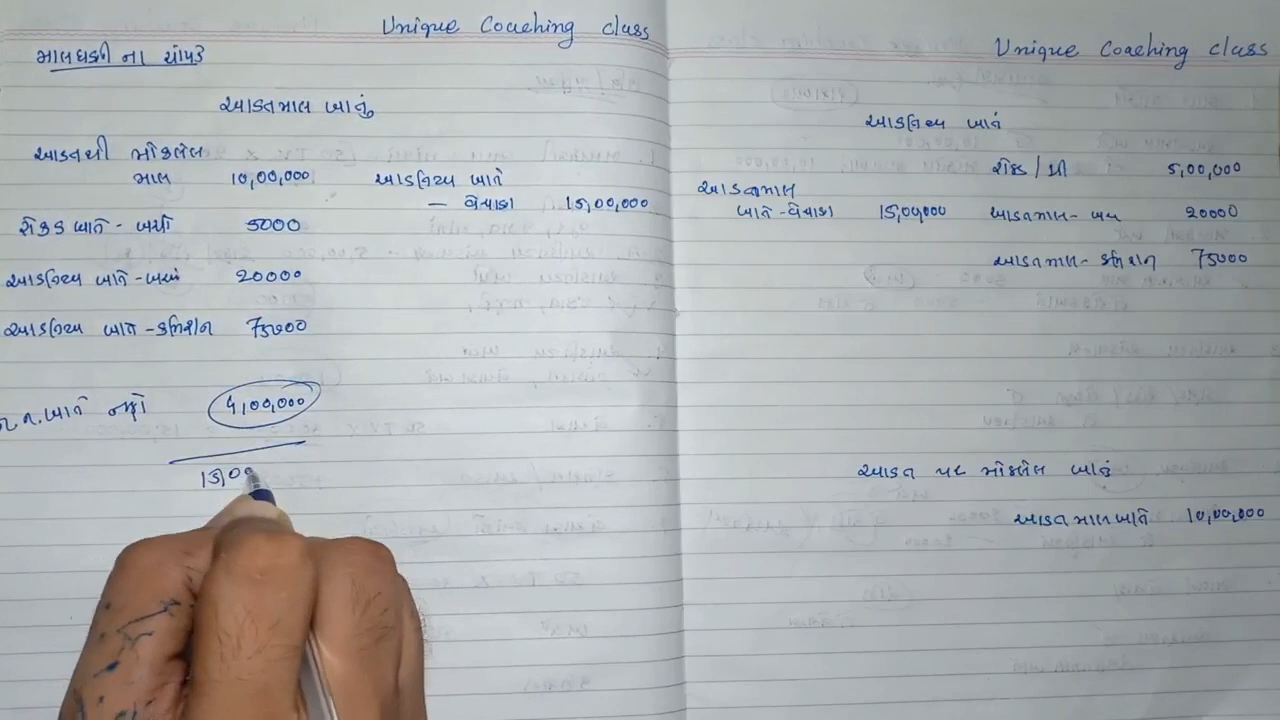 Unique Coaching Class
માલધણી ના ચોપડે
આડતમાલ ખાતું
આડતથી મોકલેલ
માલ 10,00,000
આડતિયા ખાતે
– વેચાણ 15,00,000
રોકડ ખાતે - ખર્ચા 5000
આડતિયા ખાતે - ખર્ચ 20000
આડતિયા ખાતે - કમિશન 75000
ન.નુ. ખાતે નફો 4,00,000
15,00
Unique Coaching Class
આડતિયા ખાતું
રોકડ / હૂંડી 5,00,000
આડતમાલ
ખાતે - વેચાણ 15,00,000 આડતમાલ - ખર્ચ 20000
આડતમાલ - કમિશન 75000
આડત પર મોકલેલ ખાતું
આડતમાલ ખાતે 10,00,000